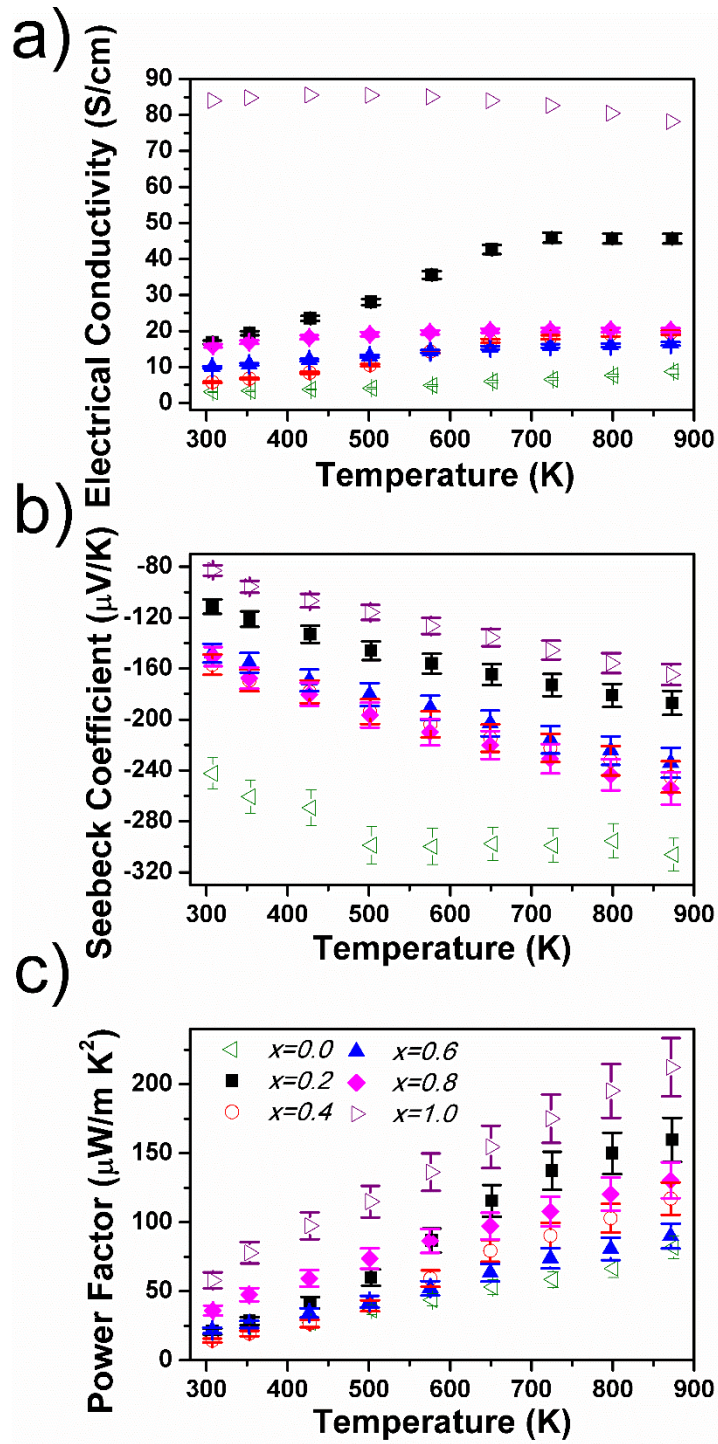 a)
Electrical Conductivity (S/cm)
90
80
70
60
50
40
30
20
10
0
300 400 500 600 700 800 900
Temperature (K)
b)
Seebeck Coefficient (μV/K)
-80
-120
-160
-200
-240
-280
-320
300 400 500 600 700 800 900
Temperature (K)
c)
Power Factor (μW/m K²)
x=0.0 x=0.6
x=0.2 x=0.8
x=0.4 x=1.0
200
150
100
50
0
300 400 500 600 700 800 900
Temperature (K)